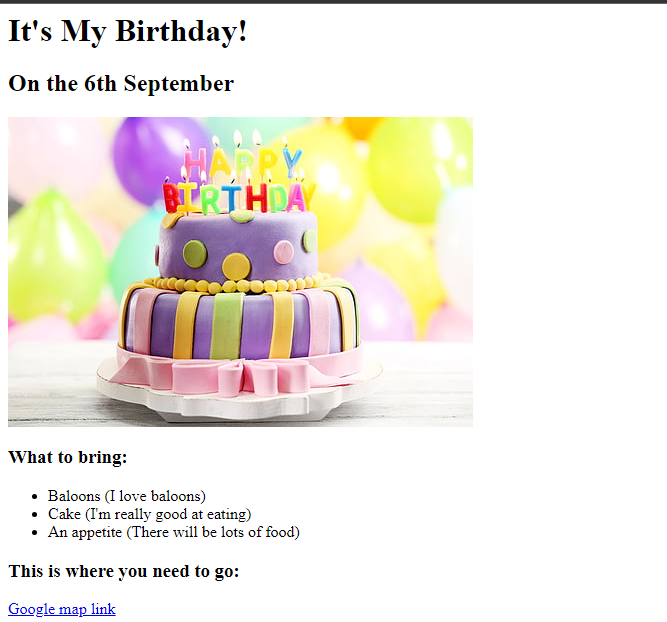 It's My Birthday!
On the 6th September
HAPPY
BIRTHDAY
What to bring:
Baloons (I love baloons)
Cake (I'm really good at eating)
An appetite (There will be lots of food)
This is where you need to go:
Google map link